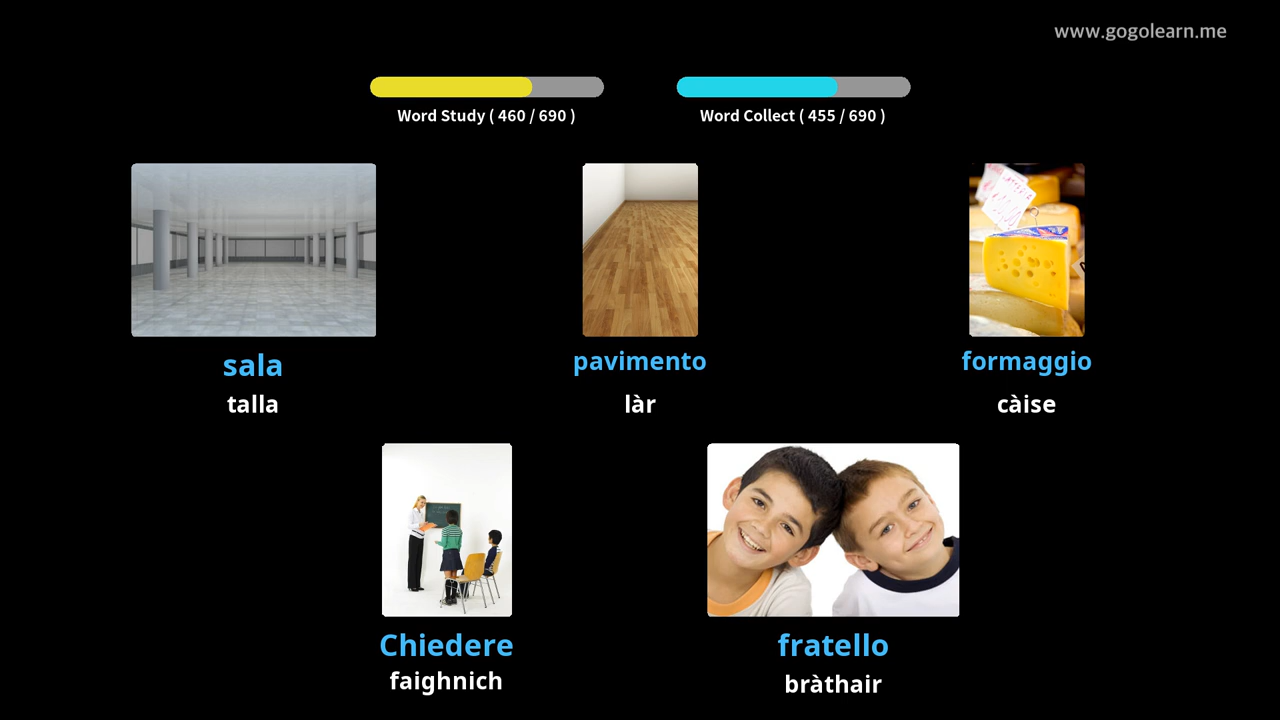 www.gogolearn.me
Word Study ( 460 / 690 )
Word Collect ( 455 / 690 )
sala
talla
pavimento
làr
formaggio
càise
Chiedere
faighnich
fratello
bràthair